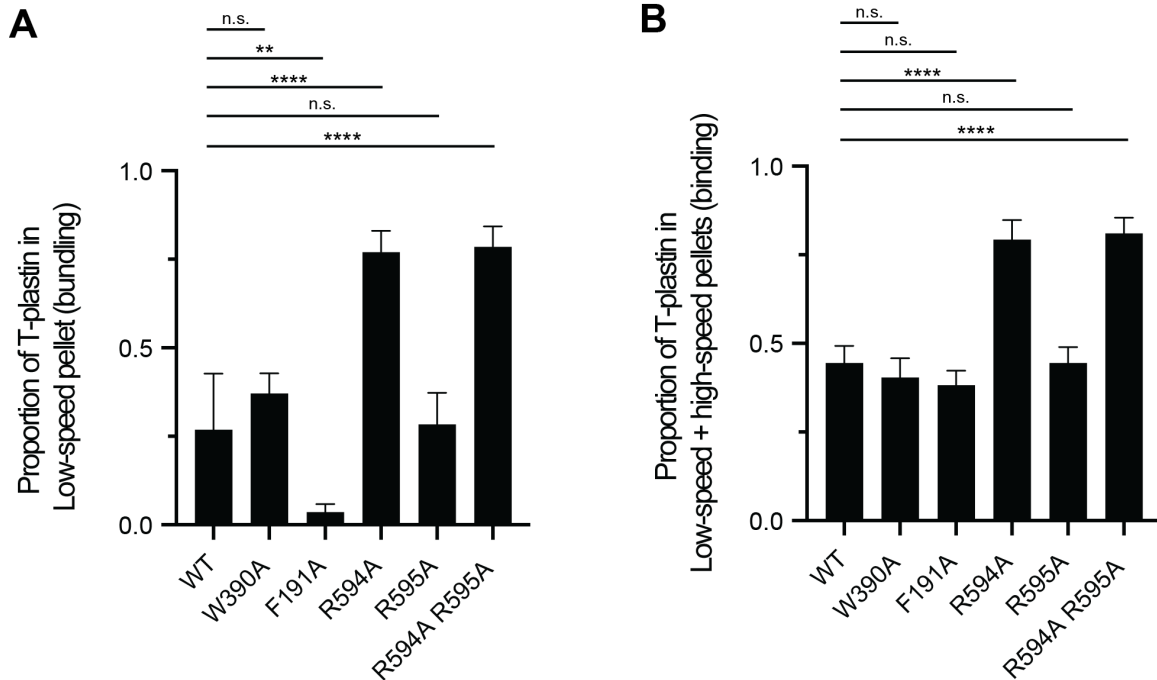 A
n.s.
**
****
n.s.
****
Proportion of T-plastin in
Low-speed pellet (bundling)
1.0
0.5
0.0
WT
W390A
F191A
R594A
R595A
R594A R595A
B
n.s.
n.s.
****
n.s.
****
Proportion of T-plastin in
Low-speed + high-speed pellets (binding)
1.0
0.5
0.0
WT
W390A
F191A
R594A
R595A
R594A R595A